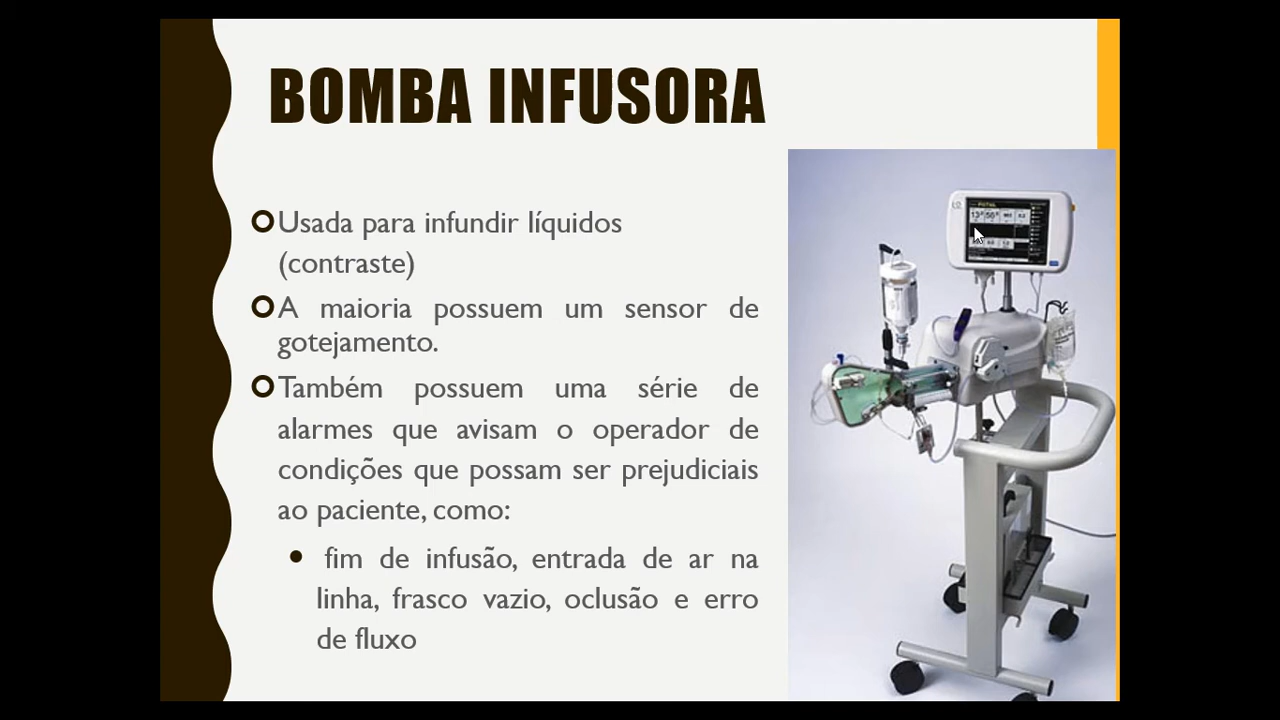 BOMBA INFUSORA
Usada para infundir líquidos
(contraste)
A maioria possuem um sensor de
gotejamento.
Também possuem uma série de
alarmes que avisam o operador de
condições que possam ser prejudiciais
ao paciente, como:
fim de infusão, entrada de ar na
linha, frasco vazio, oclusão e erro
de fluxo